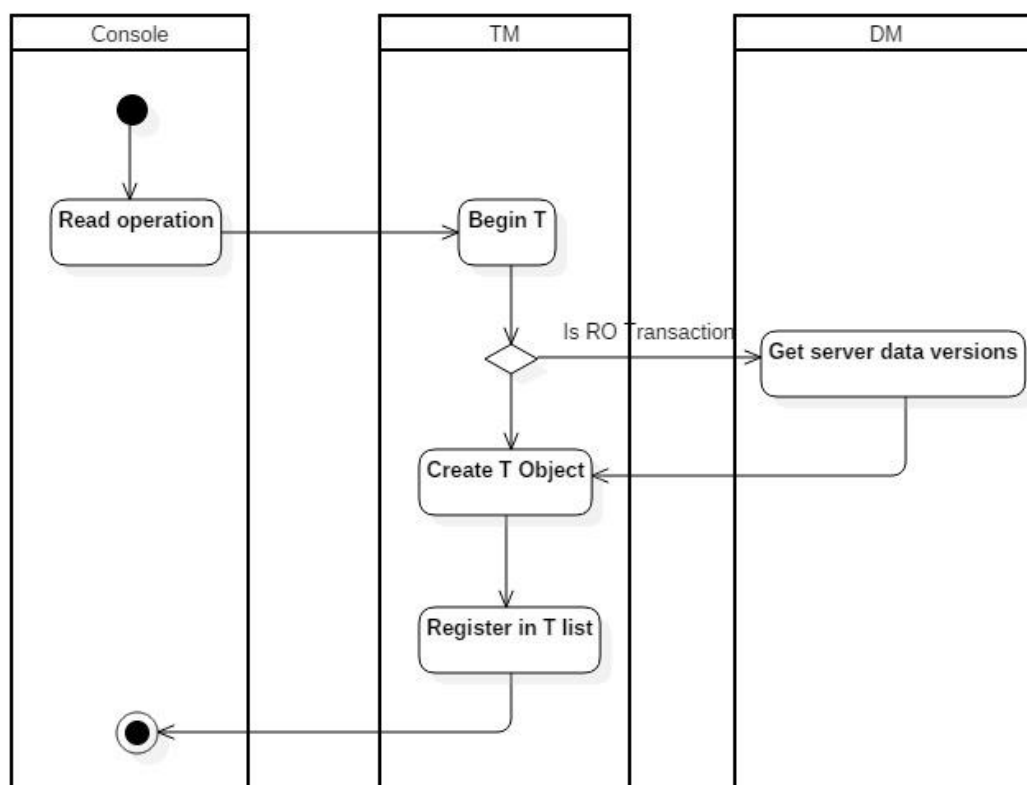 Console
TM
DM
Read operation
Begin T
Is RO Transaction
Get server data versions
Create T Object
Register in T list